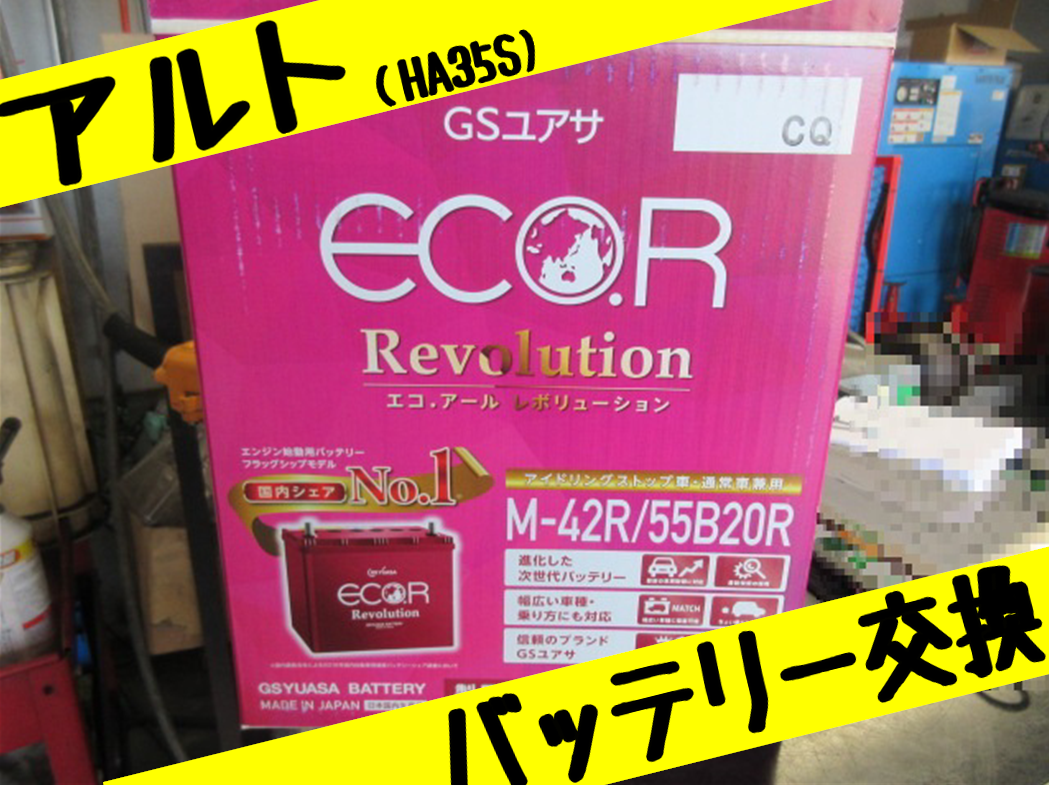 アルト (HA35S)
GSユアサ
CQ
ECO.R
Revolution
エコ.アール レボリューション
エンジン始動用バッテリー
フラッグシップモデル
国内シェア No.1
アイドリングストップ車・通常車兼用
M-42R/55B20R
進化した
次世代バッテリー
幅広い車種・
乗り方にも対応
MATCH
信頼のブランド
GSユアサ
GS YUASA
ECO.R
Revolution
GSYUASA BATTERY
MADE IN JAPAN
バッテリー交換